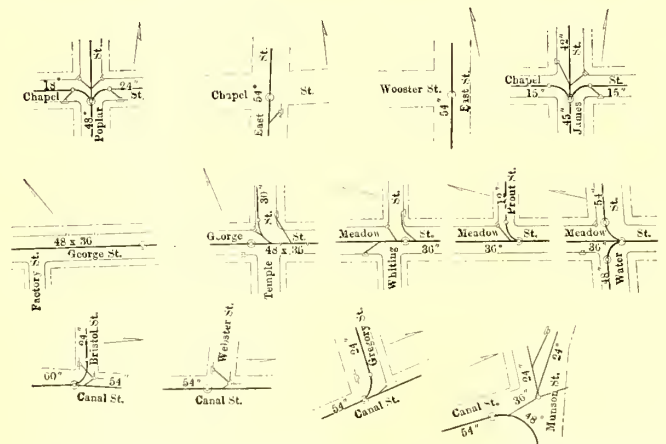 St.
18"
24"
Chapel
St.
48"
Poplar
St.
Chapel
54"
East
Wooster St.
54"
East St.
42"
St.
Chapel
St.
15"
15"
45"
James
48 x 36
George St.
Factory St.
30"
St.
George
St.
48 x 36
Temple
St.
Meadow
St.
36"
Whiting
12"
Prout St.
Meadow
St.
36"
54"
St.
Meadow
St.
36"
48"
Water
24"
Bristol St.
60"
54
Canal St.
Webster St.
54"
Canal St.
24"
Gregory St.
54"
Canal St.
24"
24"
36"
Canal St.
48"
54"
Munson St.